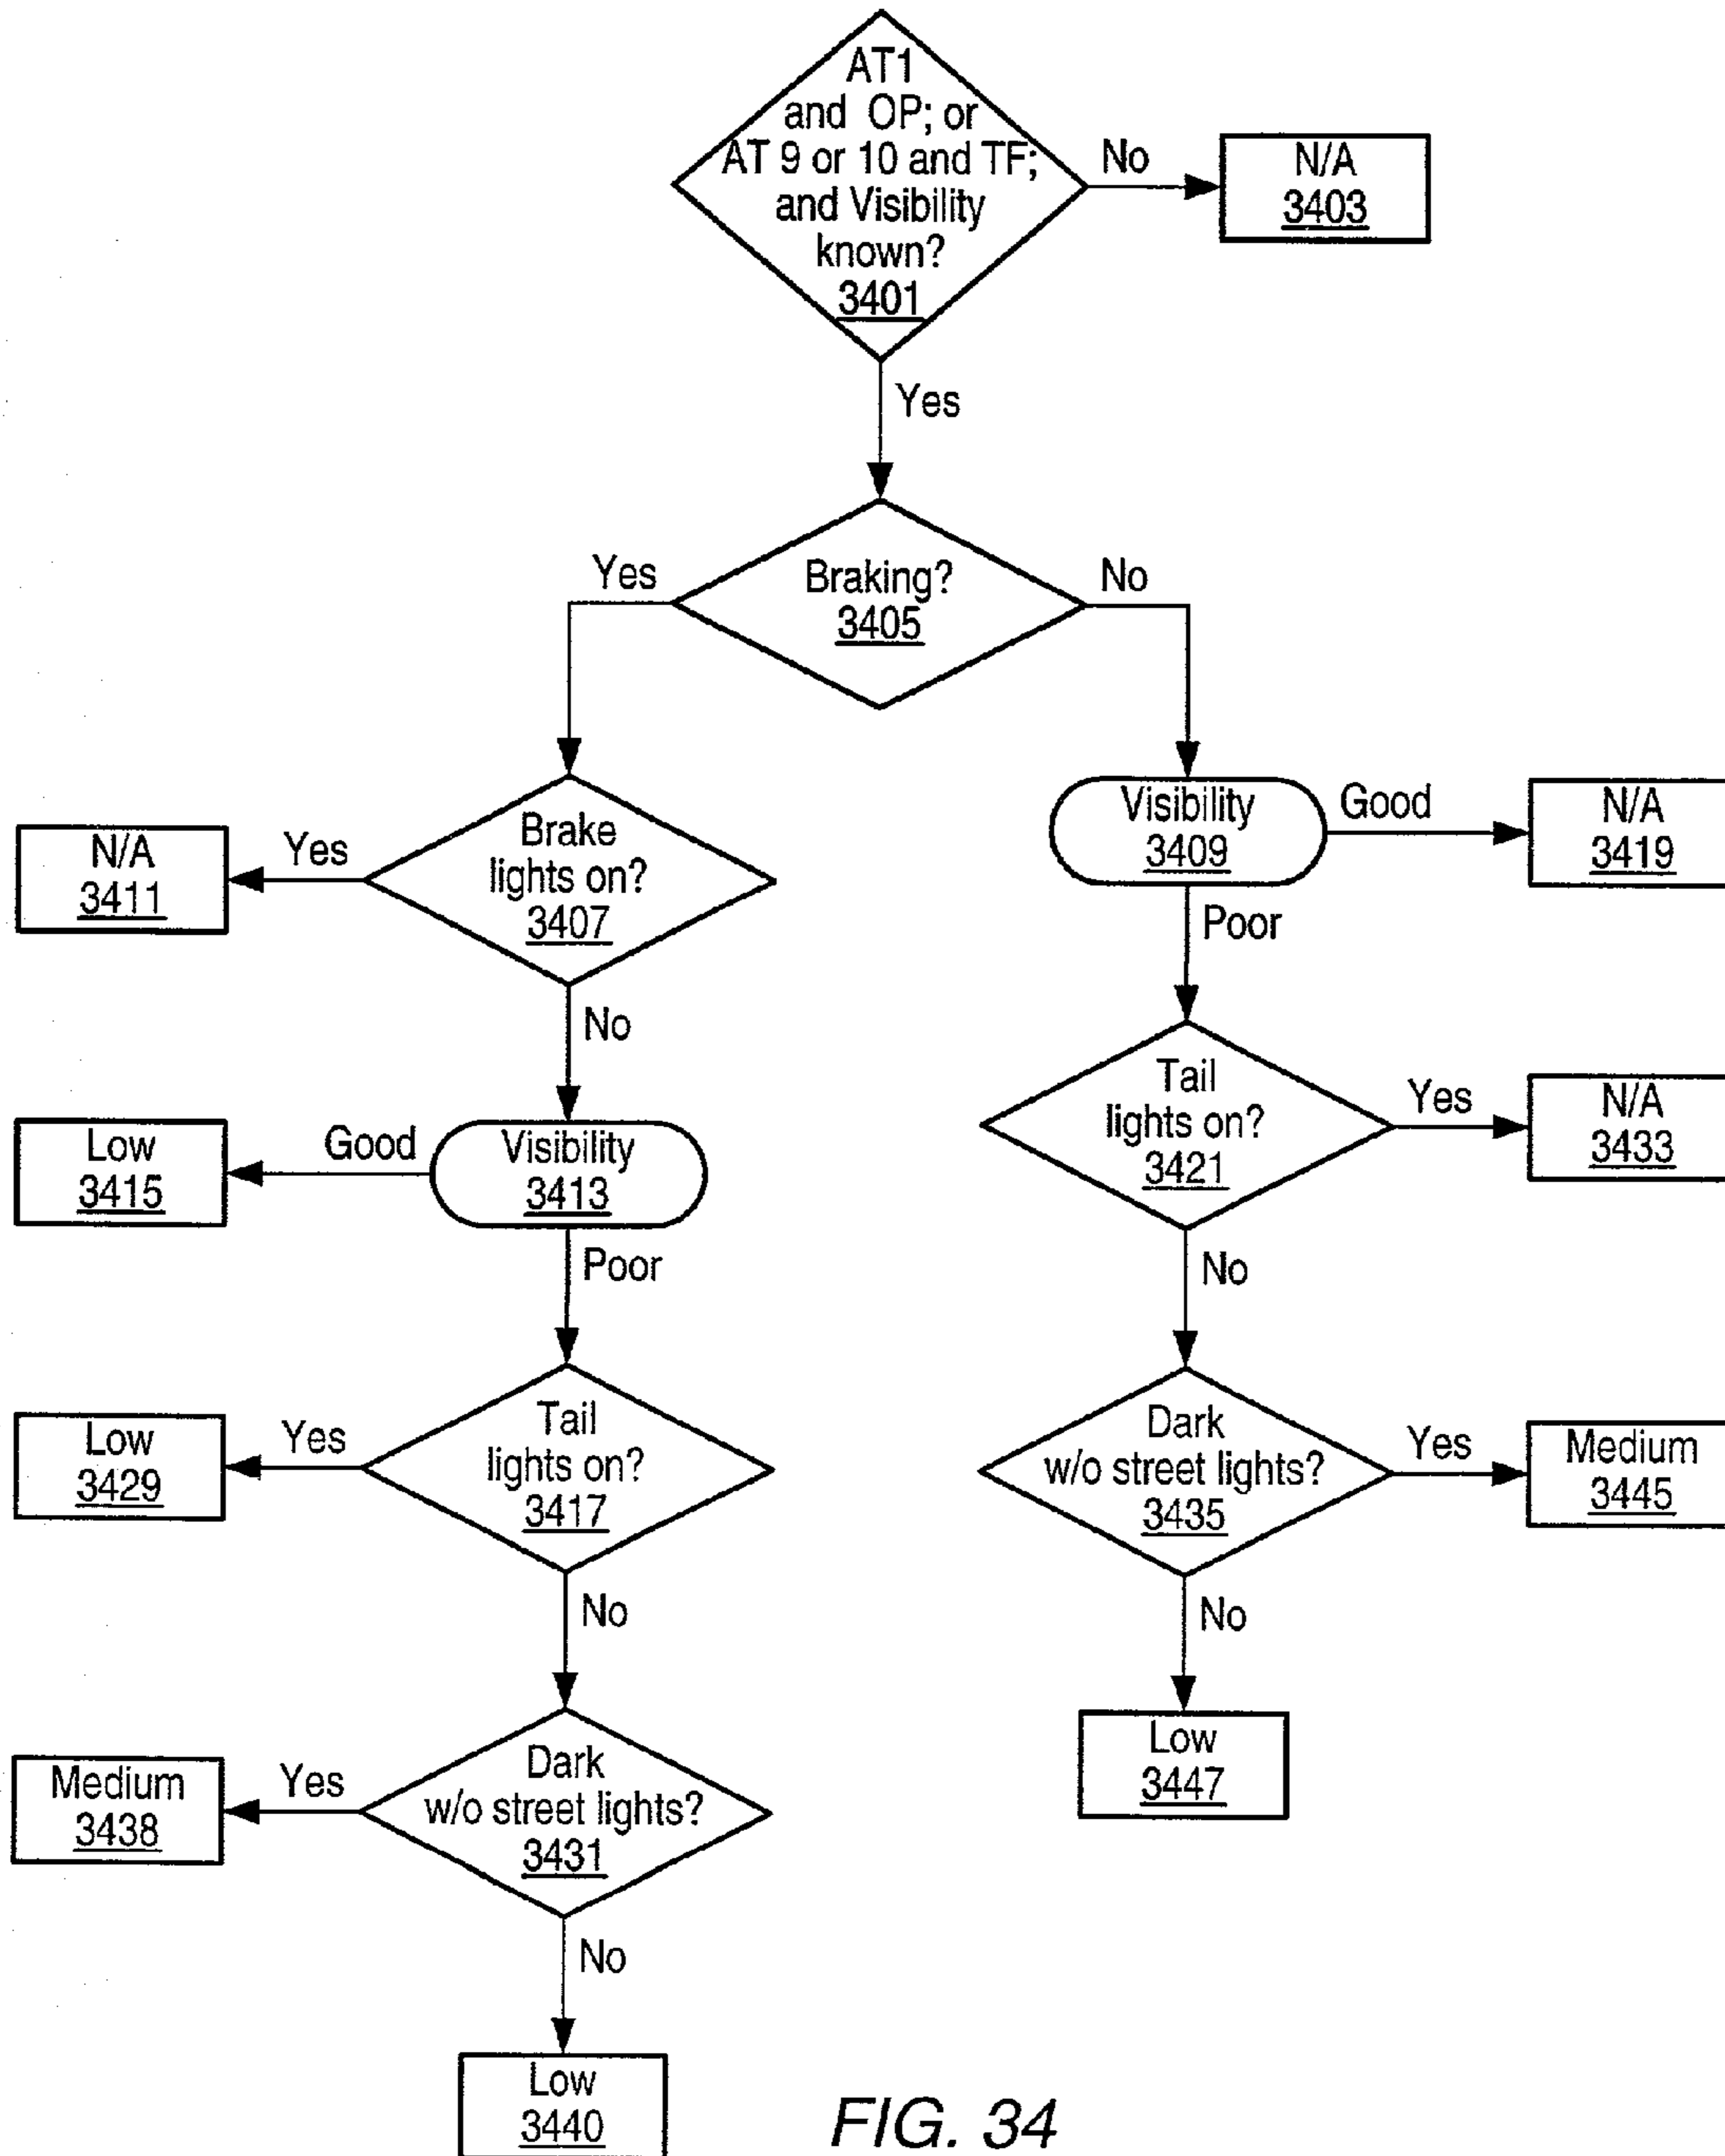 AT1
and OP; or
AT 9 or 10 and TF;
and Visibility
known?
3401
No
N/A
3403
Yes
Braking?
3405
Yes
No
Brake
lights on?
3407
Yes
N/A
3411
No
Visibility
3413
Good
Low
3415
Poor
Tail
lights on?
3417
Yes
Low
3429
No
Dark
w/o street lights?
3431
Yes
Medium
3438
No
Low
3440
Visibility
3409
Good
N/A
3419
Poor
Tail
lights on?
3421
Yes
N/A
3433
No
Dark
w/o street lights?
3435
Yes
Medium
3445
No
Low
3447
FIG. 34